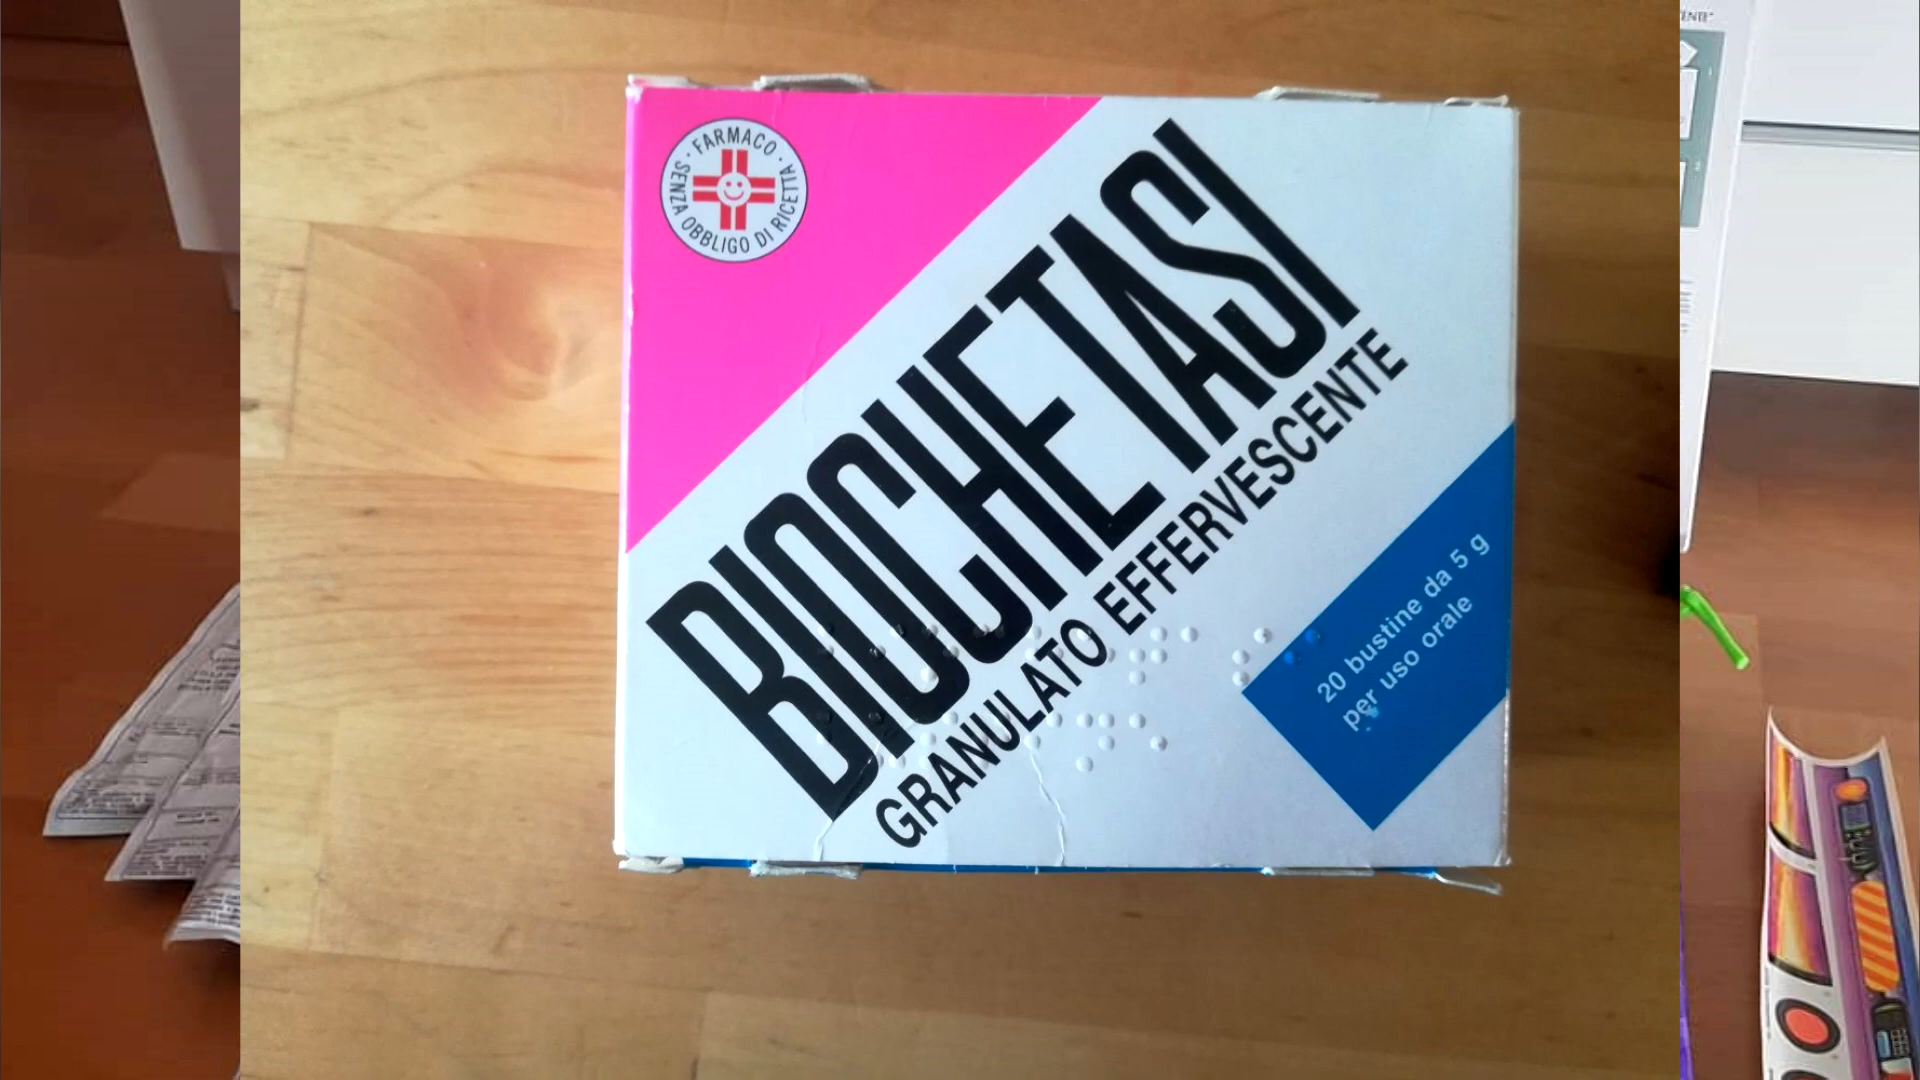 FARMACO
SENZA OBBLIGO DI RICETTA
BIOCHETASI
GRANULATO EFFERVESCENTE
20 bustine da 5 g
per uso orale